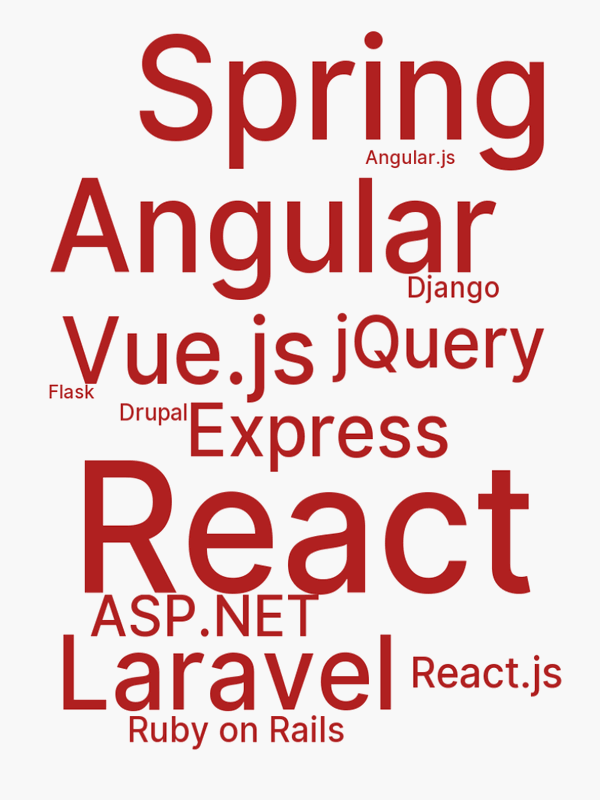 Spring
Angular.js
Angular
Django
Vue.js jQuery
Flask
Drupal
Express
React
ASP.NET
Laravel
React.js
Ruby on Rails